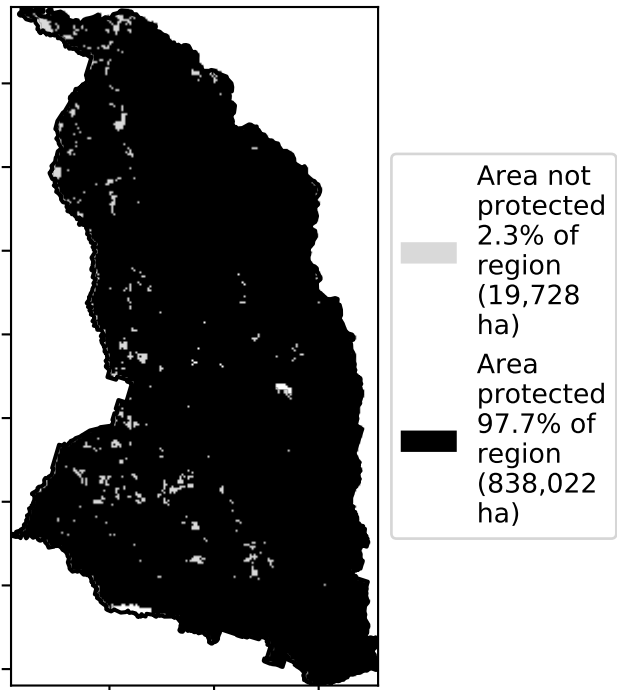 Area not
protected
2.3% of
region
(19,728
ha)
Area
protected
97.7% of
region
(838,022
ha)